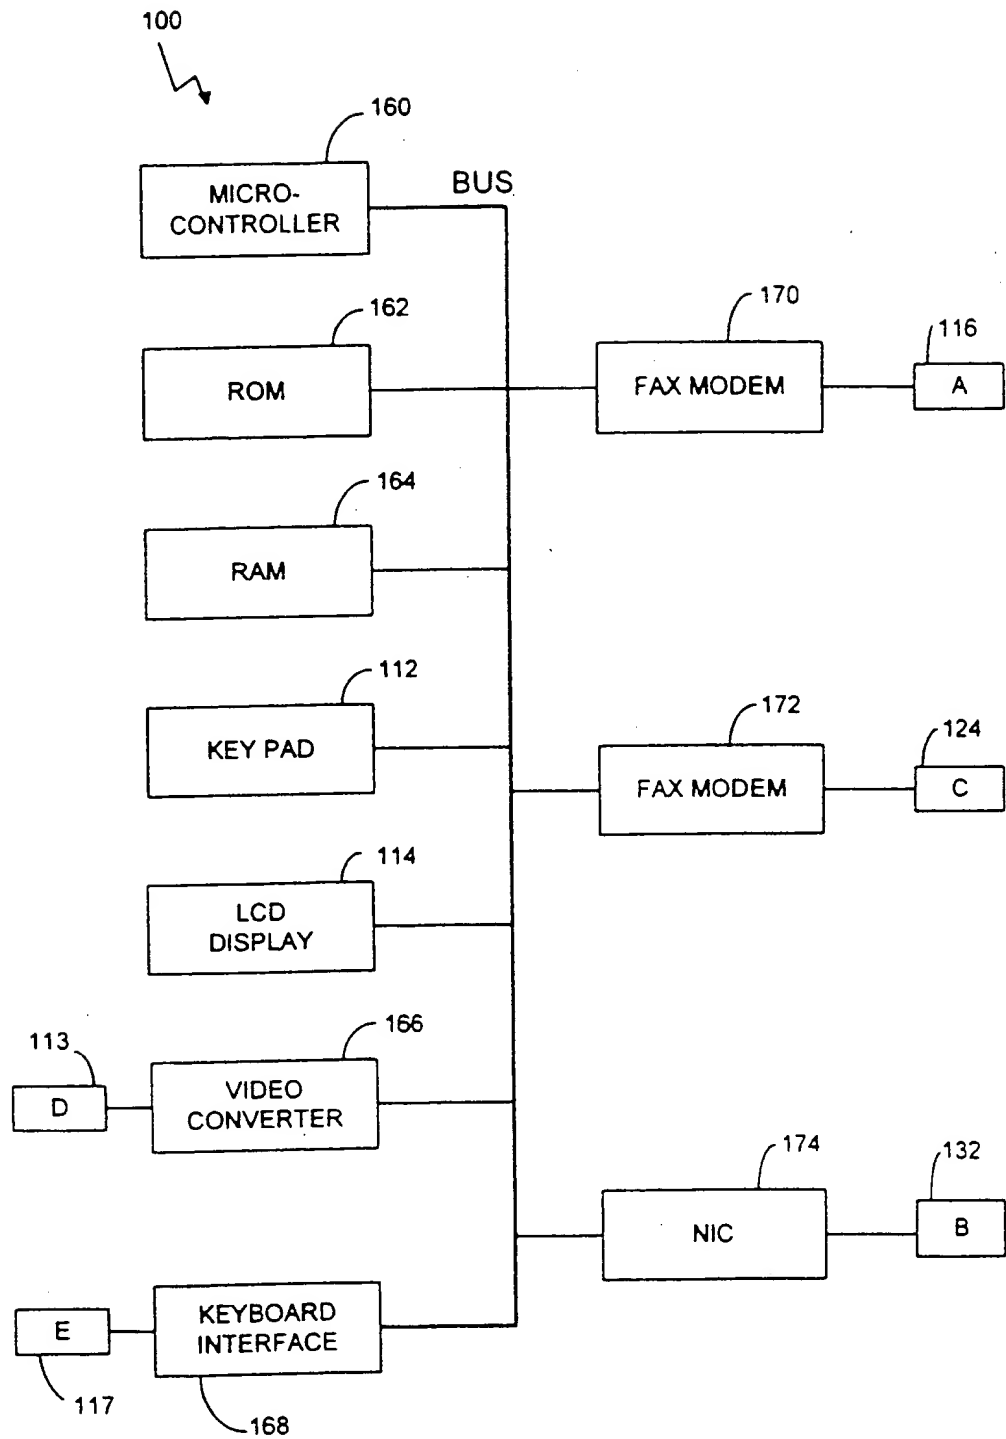 100
160
MICRO-
CONTROLLER
BUS
162
ROM
170
FAX MODEM
116
A
164
RAM
112
KEY PAD
172
FAX MODEM
124
C
114
LCD
DISPLAY
113
D
166
VIDEO
CONVERTER
174
NIC
132
B
E
117
KEYBOARD
INTERFACE
168